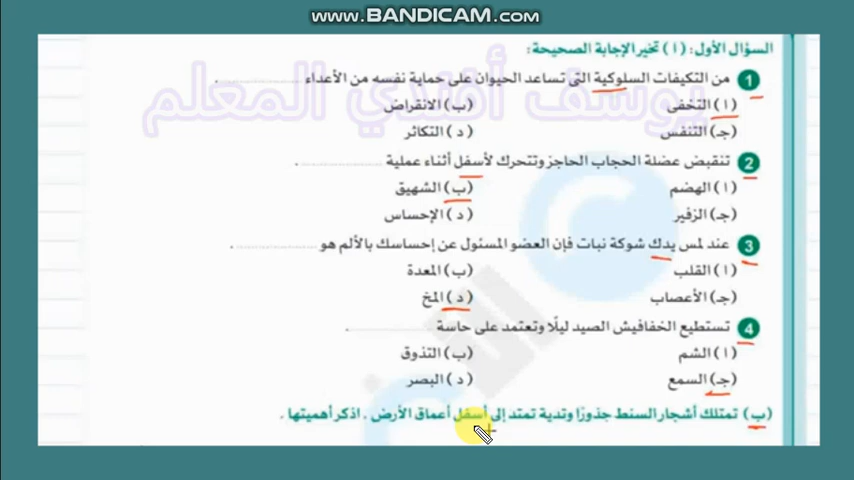 WWW.BANDICAM.COM
السؤال الأول: (١) تخير الإجابة الصحيحة:
1 من التكيفات السلوكية التى تساعد الحيوان على حماية نفسه من الأعداء ................
(ا) التخفى (ب) الانقراض
(جـ) التنفس (د) التكاثر
2 تنقبض عضلة الحجاب الحاجز وتتحرك لأسفل أثناء عملية ................
(ا) الهضم (ب) الشهيق
(جـ) الزفير (د) الإحساس
3 عند لمس يدك شوكة نبات فإن العضو المسئول عن إحساسك بالألم هو ................
(ا) القلب (ب) المعدة
(جـ) الأعصاب (د) المخ
4 تستطيع الخفافيش الصيد ليلًا وتعتمد على حاسة ................
(ا) الشم (ب) التذوق
(جـ) السمع (د) البصر
(ب) تمتلك أشجار السنط جذورًا وتدية تمتد إلى أسفل أعماق الأرض . اذكر أهميتها .
يوسف أفندي المعلم